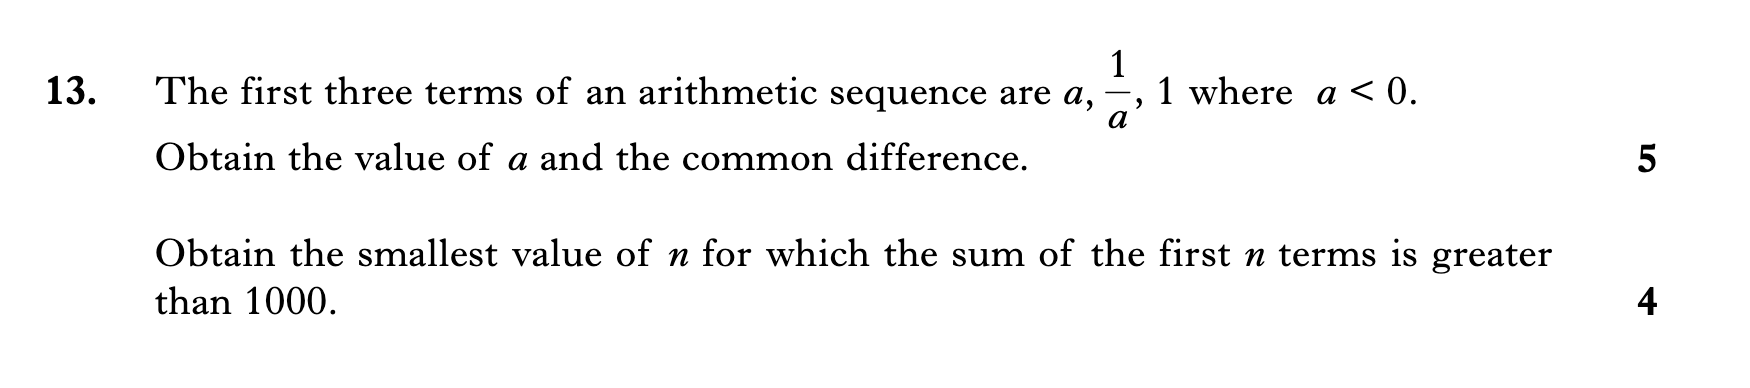 13. The first three terms of an arithmetic sequence are a, 1/a, 1 where a < 0.
Obtain the value of a and the common difference. 5
Obtain the smallest value of n for which the sum of the first n terms is greater
than 1000. 4